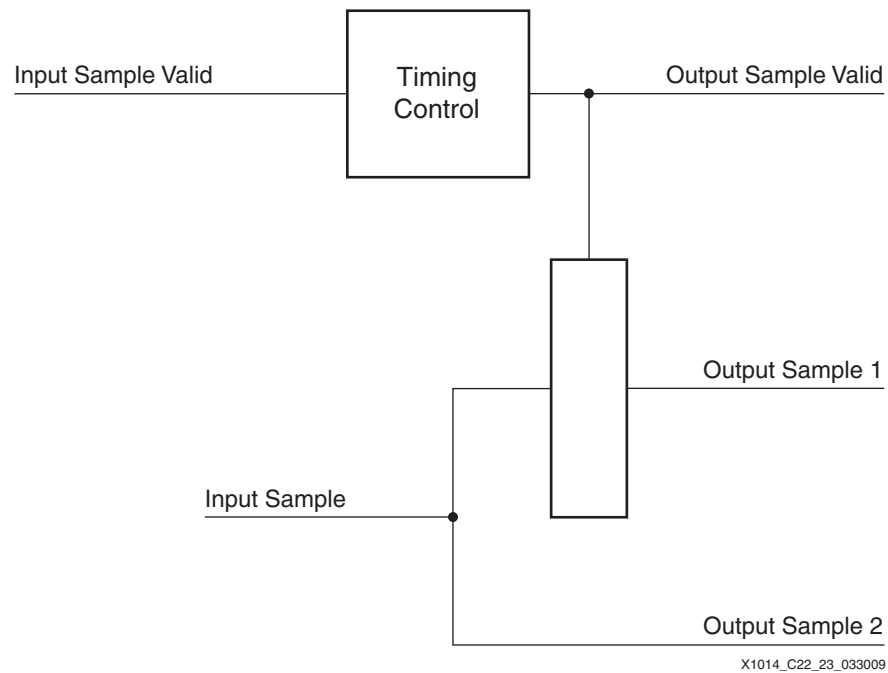 Input Sample Valid
Timing
Control
Output Sample Valid
Output Sample 1
Input Sample
Output Sample 2
X1014_C22_23_033009